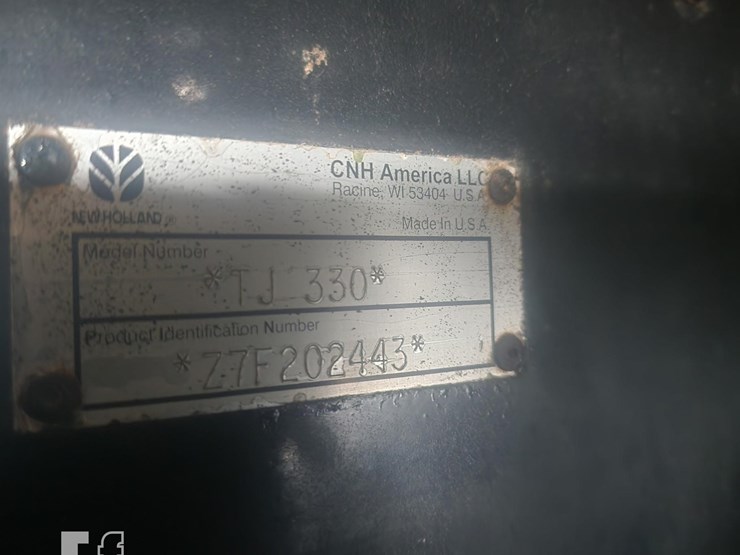 CNH America LLC
Racine, WI 53404 U.S.A.
NEW HOLLAND ®
Made in U.S.A.
Model Number
*TJ 330*
Product Identification Number
*Z7F202443*